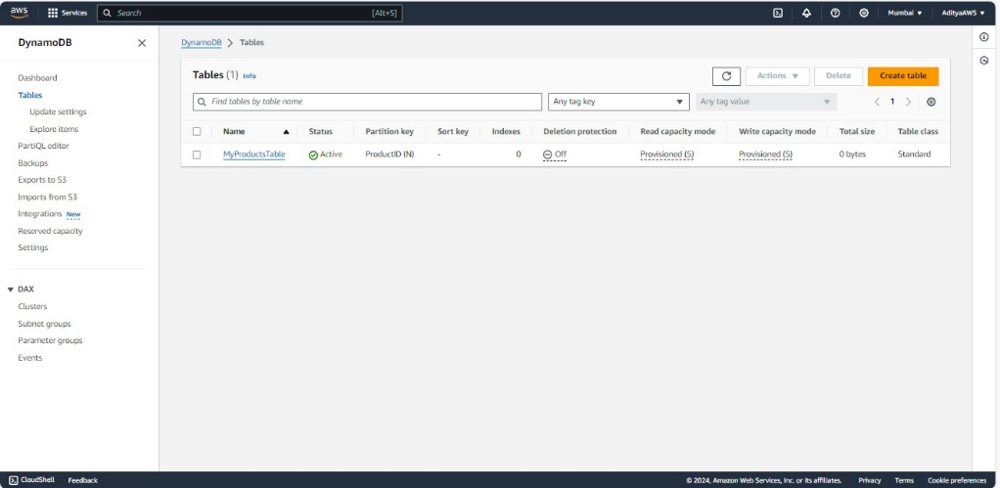 aws Services Search [Alt+S] Mumbai AdityaAWS
DynamoDB
Dashboard
Tables
Update settings
Explore items
PartiQL editor
Backups
Exports to S3
Imports from S3
Integrations New
Reserved capacity
Settings
DAX
Clusters
Subnet groups
Parameter groups
Events
DynamoDB > Tables
Tables (1) Info
Actions Delete Create table
Find tables by table name Any tag key Any tag value 1
Name Status Partition key Sort key Indexes Deletion protection Read capacity mode Write capacity mode Total size Table class
MyProductsTable Active ProductID (N) - 0 Off Provisioned (5) Provisioned (5) 0 bytes Standard
CloudShell Feedback © 2024, Amazon Web Services, Inc. or its affiliates. Privacy Terms Cookie preferences